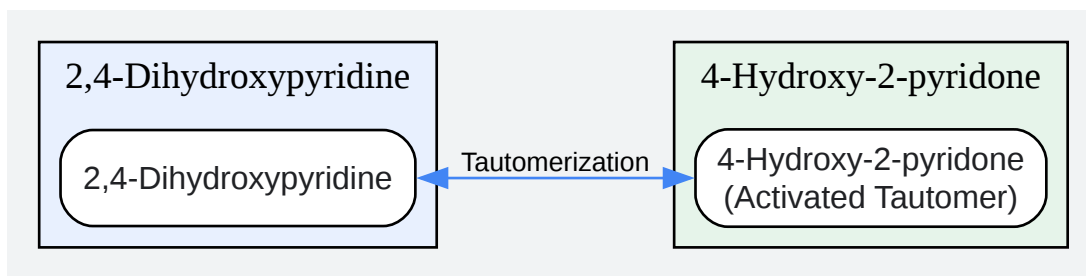 2,4-Dihydroxypyridine
2,4-Dihydroxypyridine
Tautomerization
4-Hydroxy-2-pyridone
4-Hydroxy-2-pyridone
(Activated Tautomer)